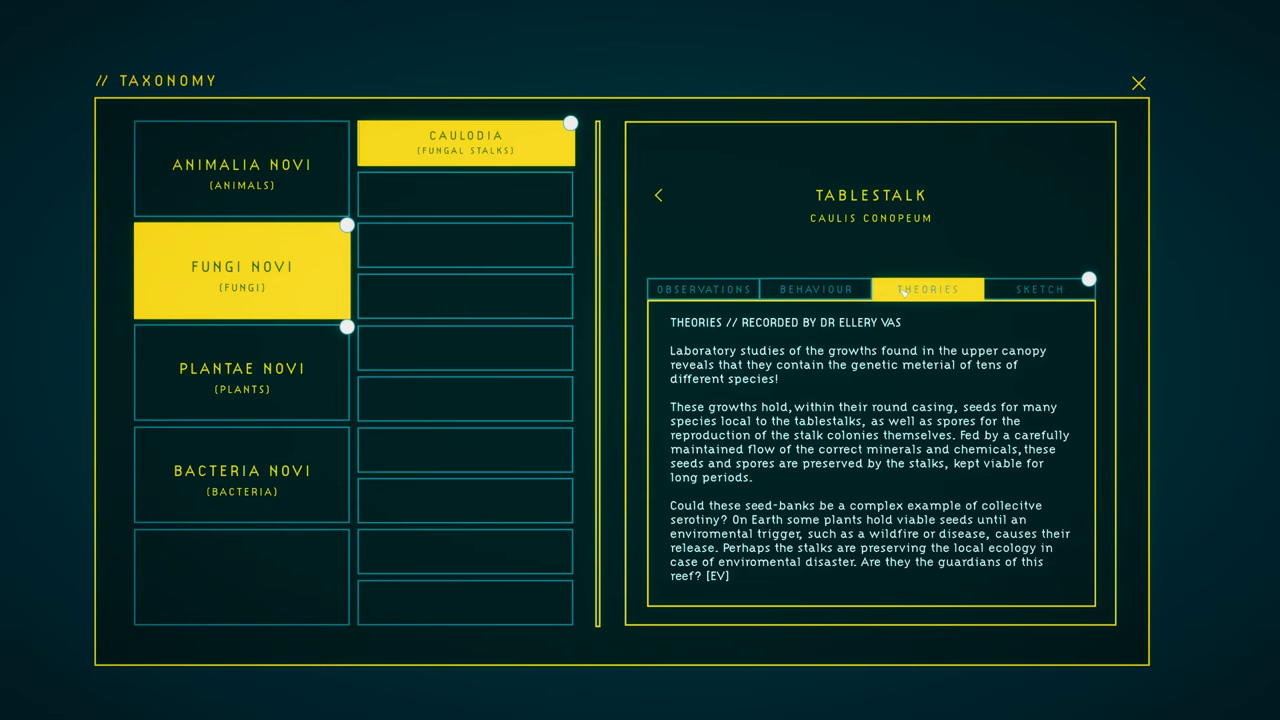 // TAXONOMY
ANIMALIA NOVI
(ANIMALS)
FUNGI NOVI
(FUNGI)
PLANTAE NOVI
(PLANTS)
BACTERIA NOVI
(BACTERIA)
CAULODIA
(FUNGAL STALKS)
TABLESTALK
CAULIS CONOPEUM
OBSERVATIONS
BEHAVIOUR
THEORIES
SKETCH
THEORIES // RECORDED BY DR ELLERY VAS
Laboratory studies of the growths found in the upper canopy
reveals that they contain the genetic meterial of tens of
different species!
These growths hold, within their round casing, seeds for many
species local to the tablestalks, as well as spores for the
reproduction of the stalk colonies themselves. Fed by a carefully
maintained flow of the correct minerals and chemicals, these
seeds and spores are preserved by the stalks, kept viable for
long periods.
Could these seed-banks be a complex example of collecitve
serotiny? On Earth some plants hold viable seeds until an
enviromental trigger, such as a wildfire or disease, causes their
release. Perhaps the stalks are preserving the local ecology in
case of enviromental disaster. Are they the guardians of this
reef? [EV]